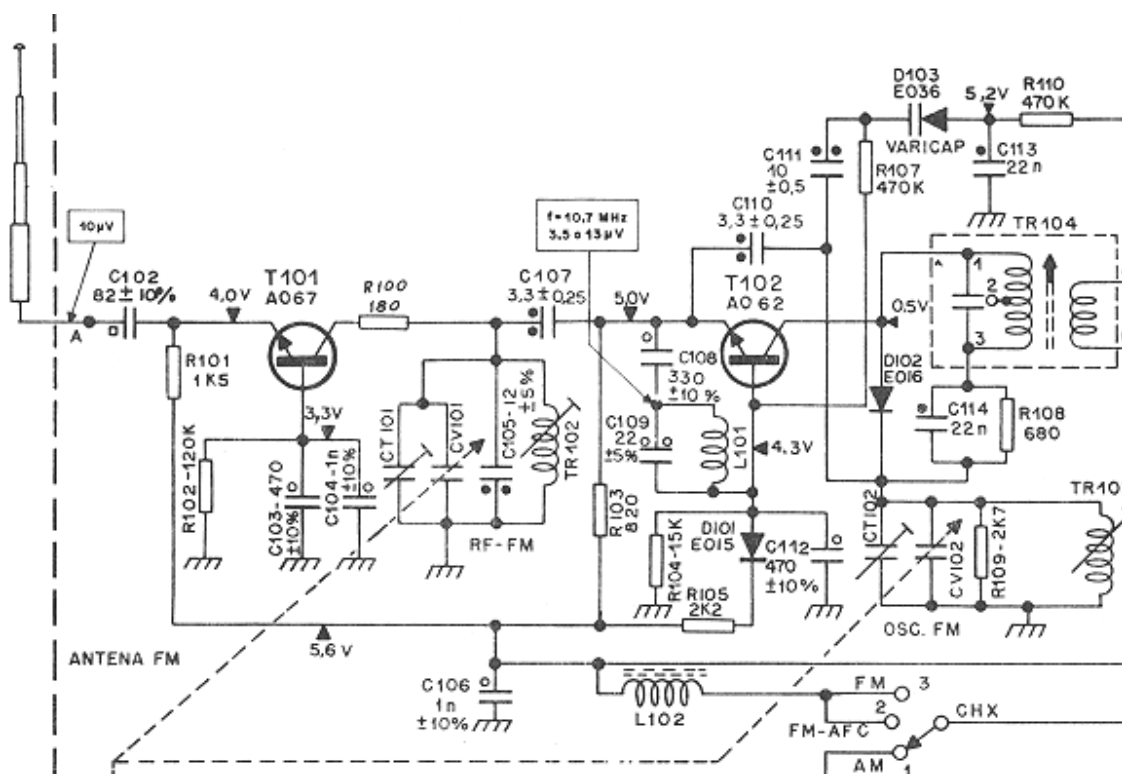 D103
E036
VARICAP
5,2V
R110
470K
C113
22n
C111
10
±0,5
R107
470K
C110
3,3 ± 0,25
TR104
1
2
3
10µV
f=10,7 MHz
3,5 a 13µV
C102
82 ± 10%
A
4,0V
T101
A067
R100
180
C107
3,3 ± 0,25
5,0V
T102
A062
0,5V
D102
E016
C114
22n
R108
680
R101
1K5
3,3V
R102-120K
C103-470
±10%
C104-1n
±10%
CT101
CV101
C105-12
±5%
TR102
RF-FM
C108
330
±10%
C109
22
±5%
L101
4,3V
R103
820
R104-15K
D101
E015
C112
470
±10%
R105
2K2
CT102
CV102
R109-2K7
OSC. FM
5,6 V
ANTENA FM
C106
1n
±10%
L102
FM
3
2
FM-AFC
CHX
AM
1